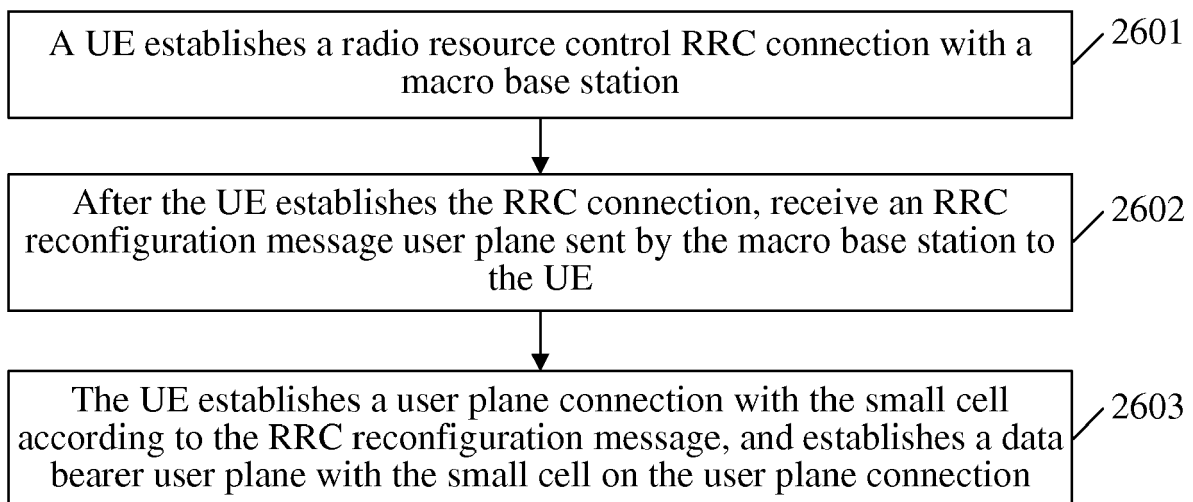 A UE establishes a radio resource control RRC connection with a
macro base station
2601
After the UE establishes the RRC connection, receive an RRC
reconfiguration message user plane sent by the macro base station to
the UE
2602
The UE establishes a user plane connection with the small cell
according to the RRC reconfiguration message, and establishes a data
bearer user plane with the small cell on the user plane connection
2603